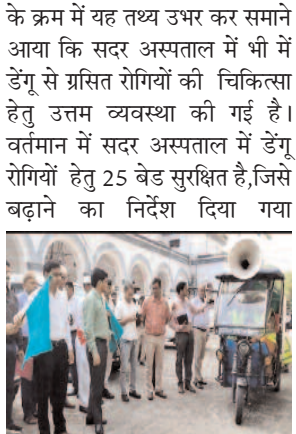 के क्रम में यह तथ्य उभर कर समाने
आया कि सदर अस्पताल में भी में
डेंगू से ग्रसित रोगियों की चिकित्सा
हेतु उत्तम व्यवस्था की गई है।
वर्तमान में सदर अस्पताल में डेंगू
रोगियों हेतु 25 बेड सुरक्षित है,जिसे
बढ़ाने का निर्देश दिया गया